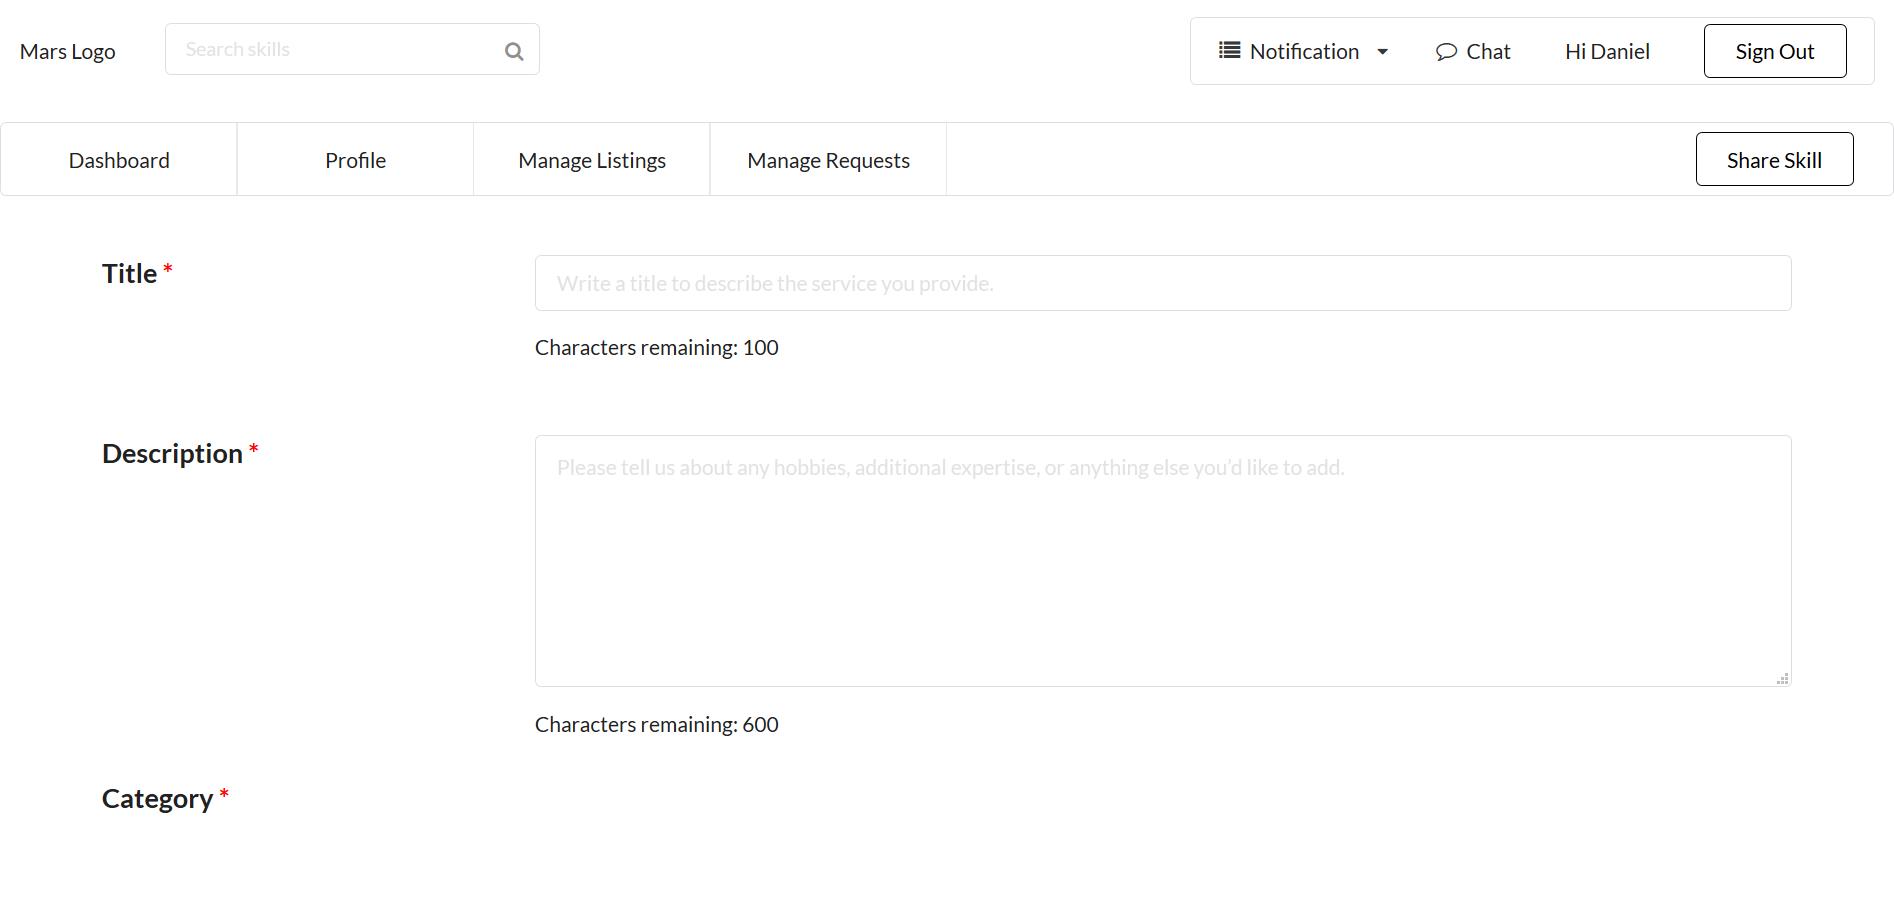 Mars Logo
Search skills
Notification
Chat
Hi Daniel
Sign Out
Dashboard
Profile
Manage Listings
Manage Requests
Share Skill
Title *
Write a title to describe the service you provide.
Characters remaining: 100
Description *
Please tell us about any hobbies, additional expertise, or anything else you'd like to add.
Characters remaining: 600
Category *